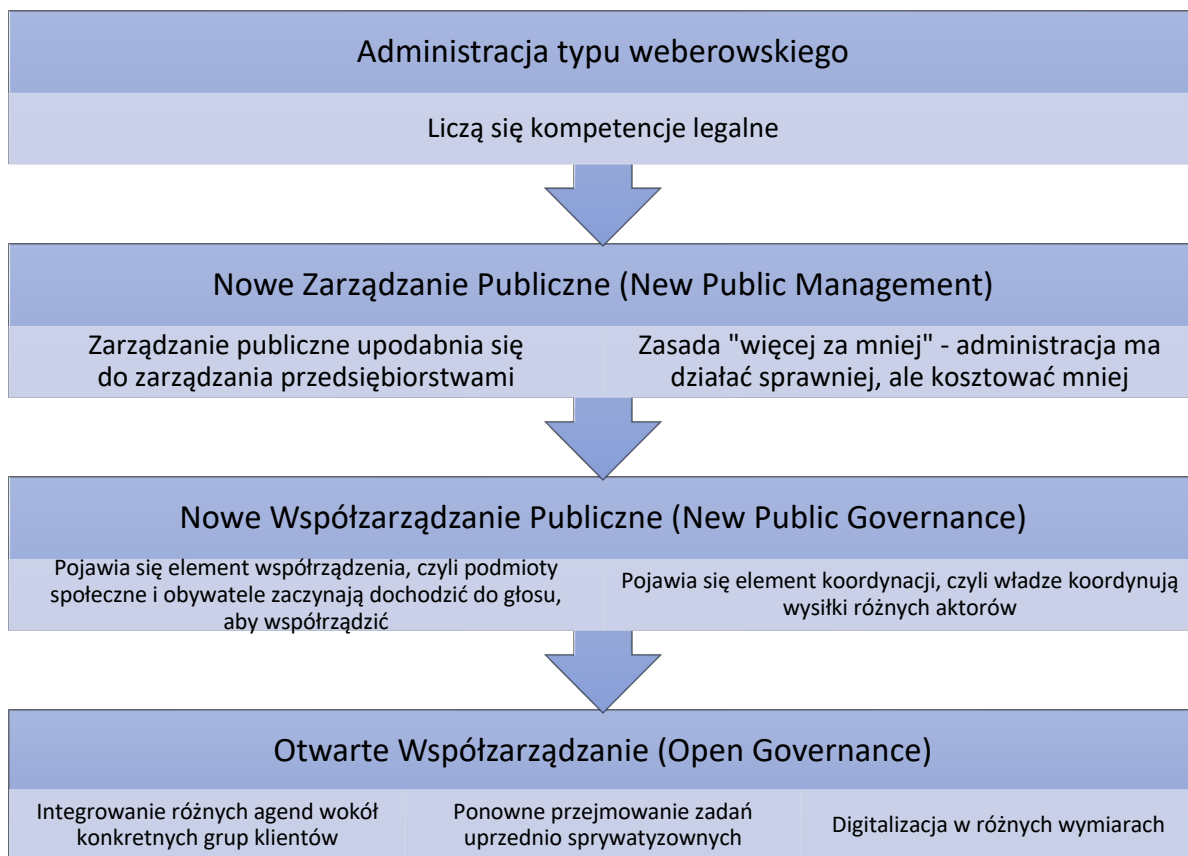 Administracja typu weberowskiego
Liczą się kompetencje legalne
Nowe Zarządzanie Publiczne (New Public Management)
Zarządzanie publiczne upodabnia się
do zarządzania przedsiębiorstwami
Zasada "więcej za mniej" - administracja ma
działać sprawniej, ale kosztować mniej
Nowe Współzarządzanie Publiczne (New Public Governance)
Pojawia się element współrządzenia, czyli podmioty
społeczne i obywatele zaczynają dochodzić do głosu,
aby współrządzić
Pojawia się element koordynacji, czyli władze koordynują
wysiłki różnych aktorów
Otwarte Współzarządzanie (Open Governance)
Integrowanie różnych agend wokół
konkretnych grup klientów
Ponowne przejmowanie zadań
uprzednio sprywatyzownych
Digitalizacja w różnych wymiarach